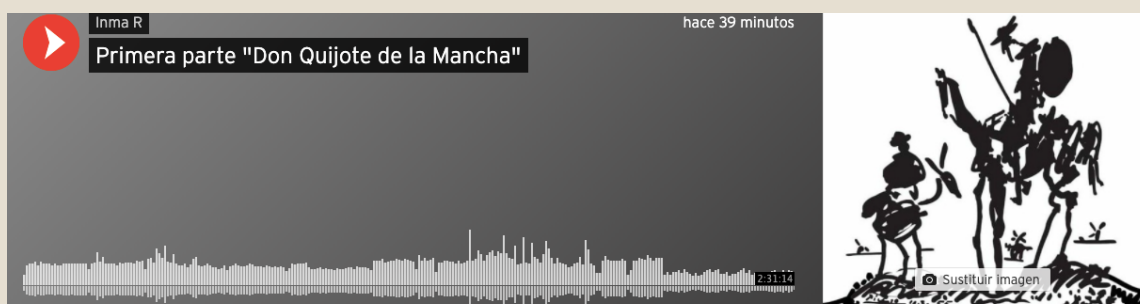 Inma R
hace 39 minutos
Primera parte "Don Quijote de la Mancha"
2:31:14
Sustituir imagen